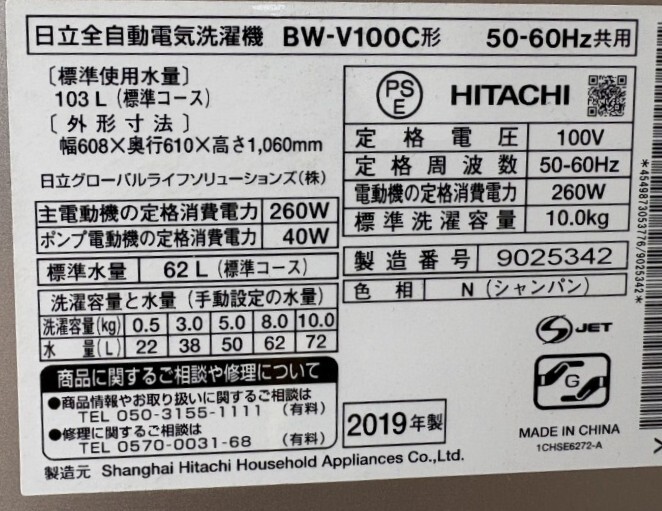 日立全自動電気洗濯機 BW-V100C形 50-60Hz共用
〔標準使用水量〕
103 L (標準コース)
〔外形寸法〕
幅608×奥行610×高さ1,060mm
日立グローバルライフソリューションズ(株)
主電動機の定格消費電力 260W
ポンプ電動機の定格消費電力 40W
標準水量 62 L (標準コース)
洗濯容量と水量 (手動設定の水量)
洗濯容量(kg) 0.5 3.0 5.0 8.0 10.0
水 量(L) 22 38 50 62 72
商品に関するご相談や修理について
●商品情報やお取り扱いに関するご相談は
TEL 050-3155-1111 (有料)
●修理に関するご相談は
TEL 0570-0031-68 (有料)
製造元 Shanghai Hitachi Household Appliances Co.,Ltd.
PS
E
HITACHI
定格電圧 100V
定格周波数 50-60Hz
電動機の定格消費電力 260W
標準洗濯容量 10.0kg
製造番号 9025342
色相 N (シャンパン)
S JET
G
2019年製
MADE IN CHINA
1CHSE6272-A
*4549873053776/9025342*